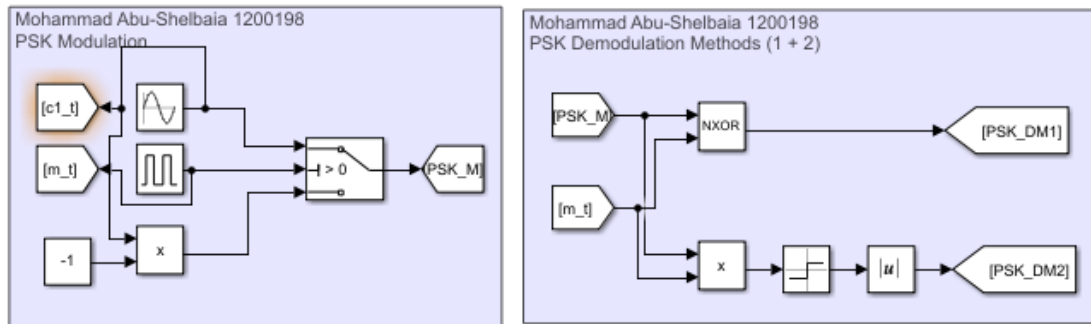 Mohammad Abu-Shelbaia 1200198
PSK Modulation
[c1_t]
[m_t]
> 0
[PSK_M]
-1
x
Mohammad Abu-Shelbaia 1200198
PSK Demodulation Methods (1 + 2)
[PSK_M]
NXOR
[PSK_DM1]
[m_t]
x
|u|
[PSK_DM2]